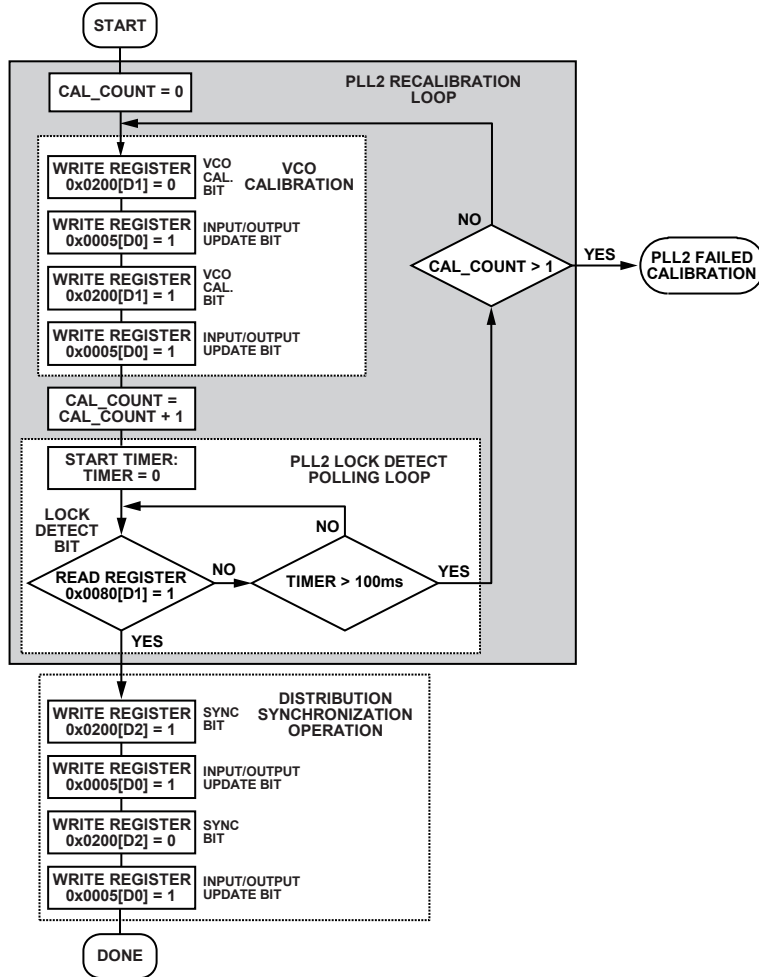 START
PLL2 RECALIBRATION
LOOP
CAL_COUNT = 0
VCO
CALIBRATION
WRITE REGISTER
0x0200[D1] = 0
VCO
CAL.
BIT
WRITE REGISTER
0x0005[D0] = 1
INPUT/OUTPUT
UPDATE BIT
WRITE REGISTER
0x0200[D1] = 1
VCO
CAL.
BIT
WRITE REGISTER
0x0005[D0] = 1
INPUT/OUTPUT
UPDATE BIT
NO
CAL_COUNT > 1
YES
PLL2 FAILED
CALIBRATION
CAL_COUNT =
CAL_COUNT + 1
START TIMER:
TIMER = 0
PLL2 LOCK DETECT
POLLING LOOP
LOCK
DETECT
BIT
NO
READ REGISTER
0x0080[D1] = 1
NO
TIMER > 100ms
YES
YES
DISTRIBUTION
SYNCHRONIZATION
OPERATION
WRITE REGISTER
0x0200[D2] = 1
SYNC
BIT
WRITE REGISTER
0x0005[D0] = 1
INPUT/OUTPUT
UPDATE BIT
WRITE REGISTER
0x0200[D2] = 0
SYNC
BIT
WRITE REGISTER
0x0005[D0] = 1
INPUT/OUTPUT
UPDATE BIT
DONE